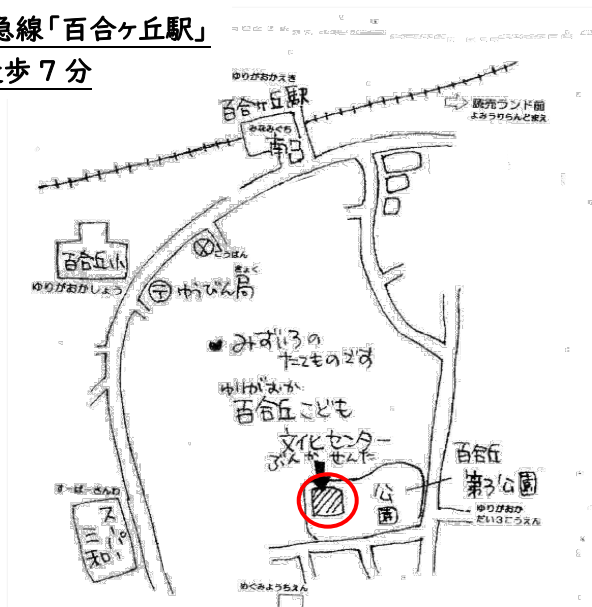 急線「百合ヶ丘駅」
歩7分
ゆりがおかえき
百合ヶ丘駅
みなみぐち
南口
読売ランド前
よみうりらんどまえ
百合丘小
ゆりがおかしょう
こうばん
きょく
〒ゆうびん局
みずいろの
たてものです
ゆりがおか
百合丘こども
文化センター
ぶんかせんた
百合丘
第3公園
ゆりがおか
だい3こうえん
公園
すーぱーさんわ
スーパー
三和
めぐみようちえん